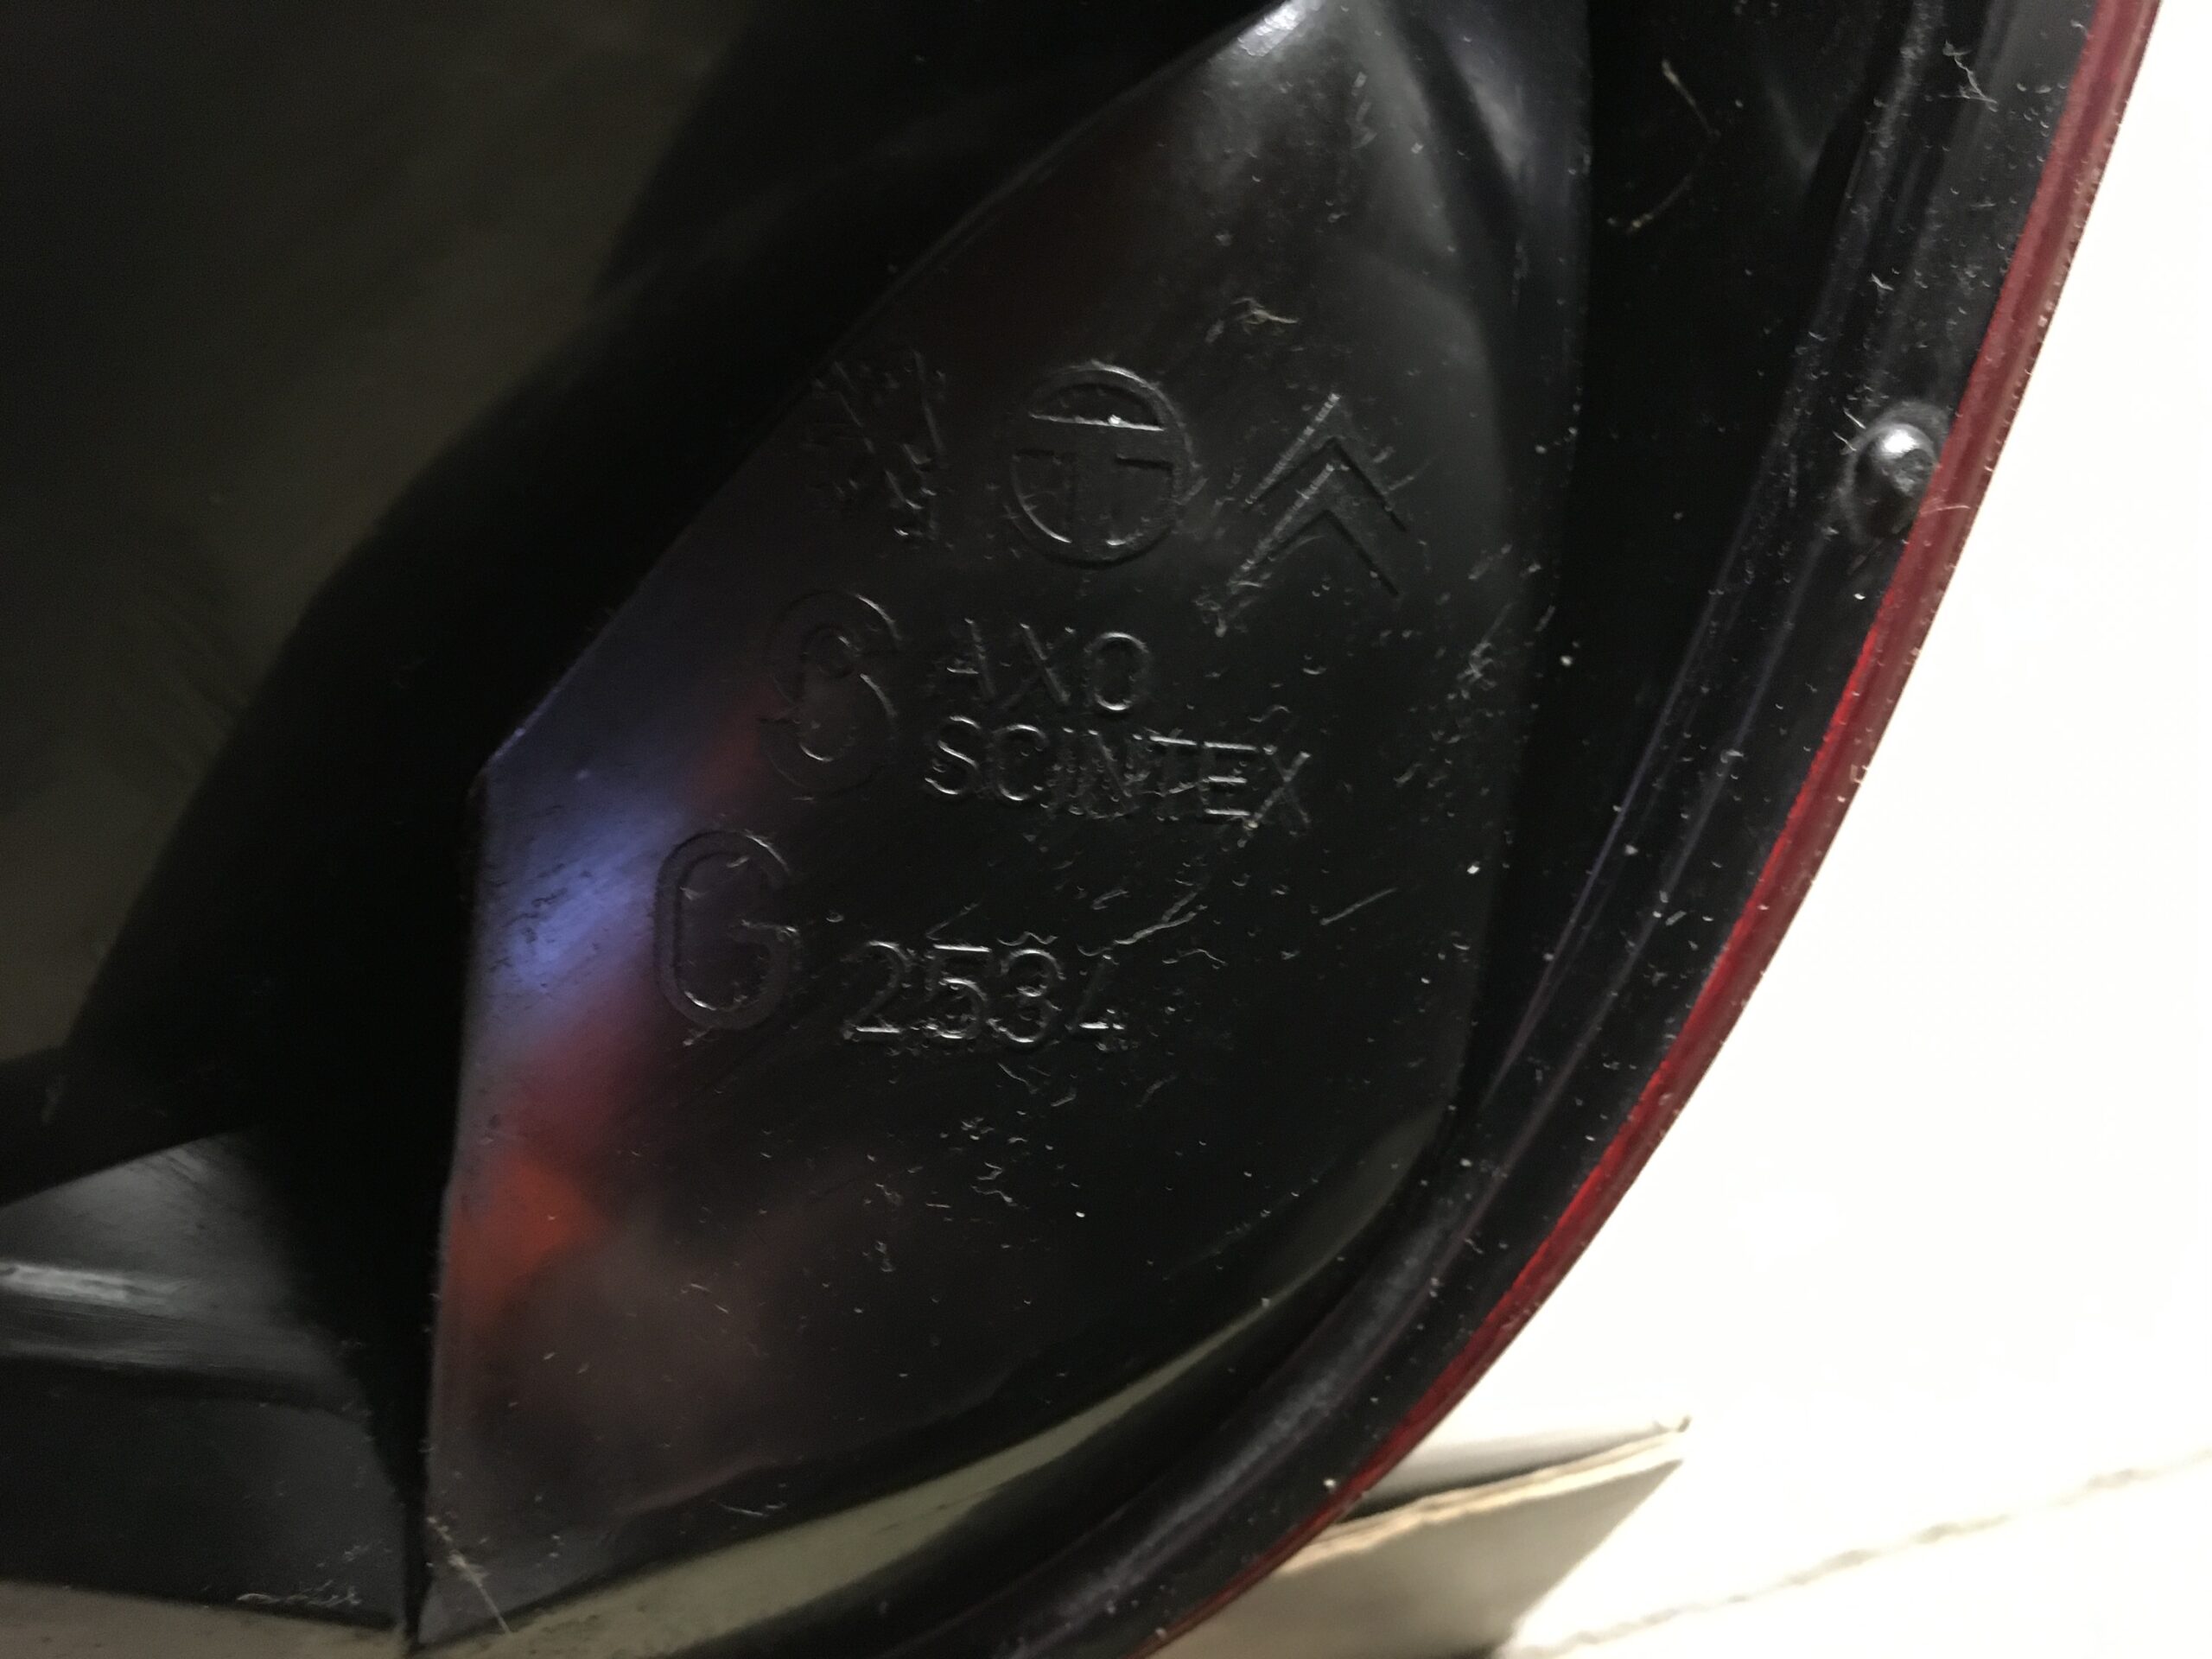 AXO
SCINTEX
G 2534